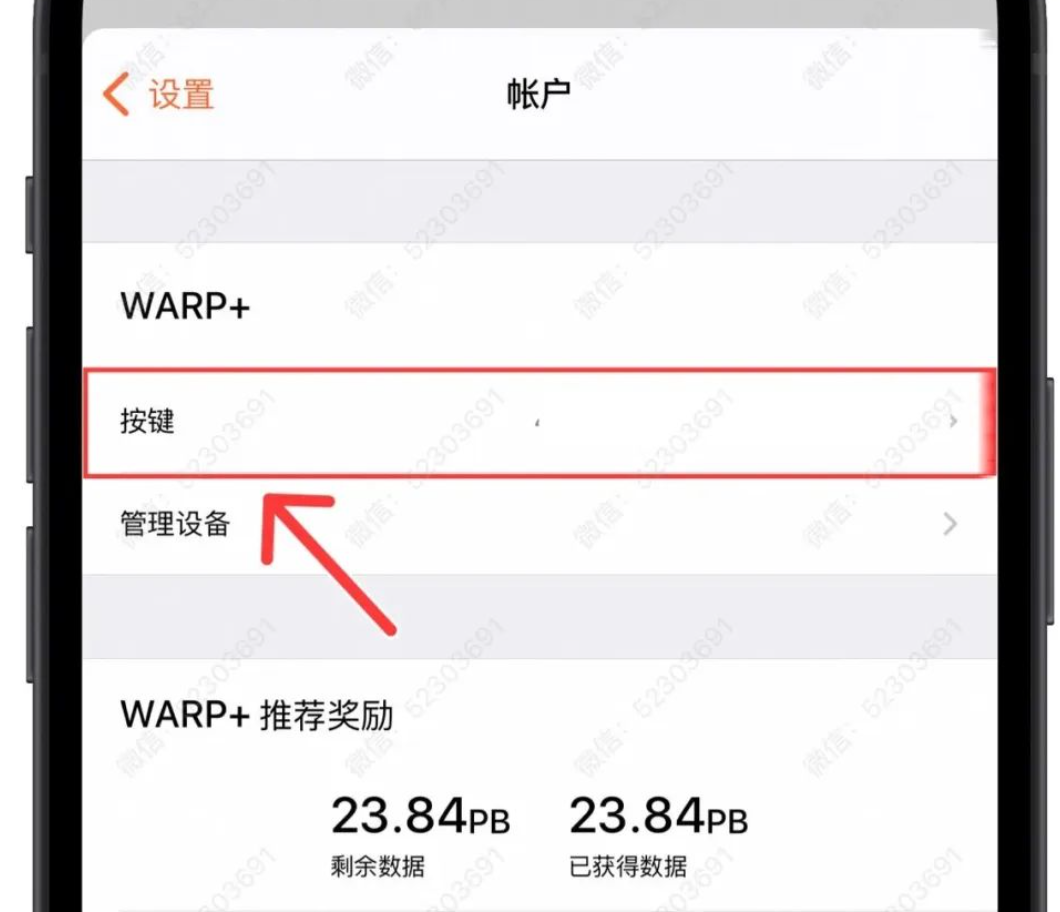 设置
帐户
WARP+
按键
管理设备
WARP+ 推荐奖励
23.84PB 23.84PB
剩余数据 已获得数据
微信：52303691